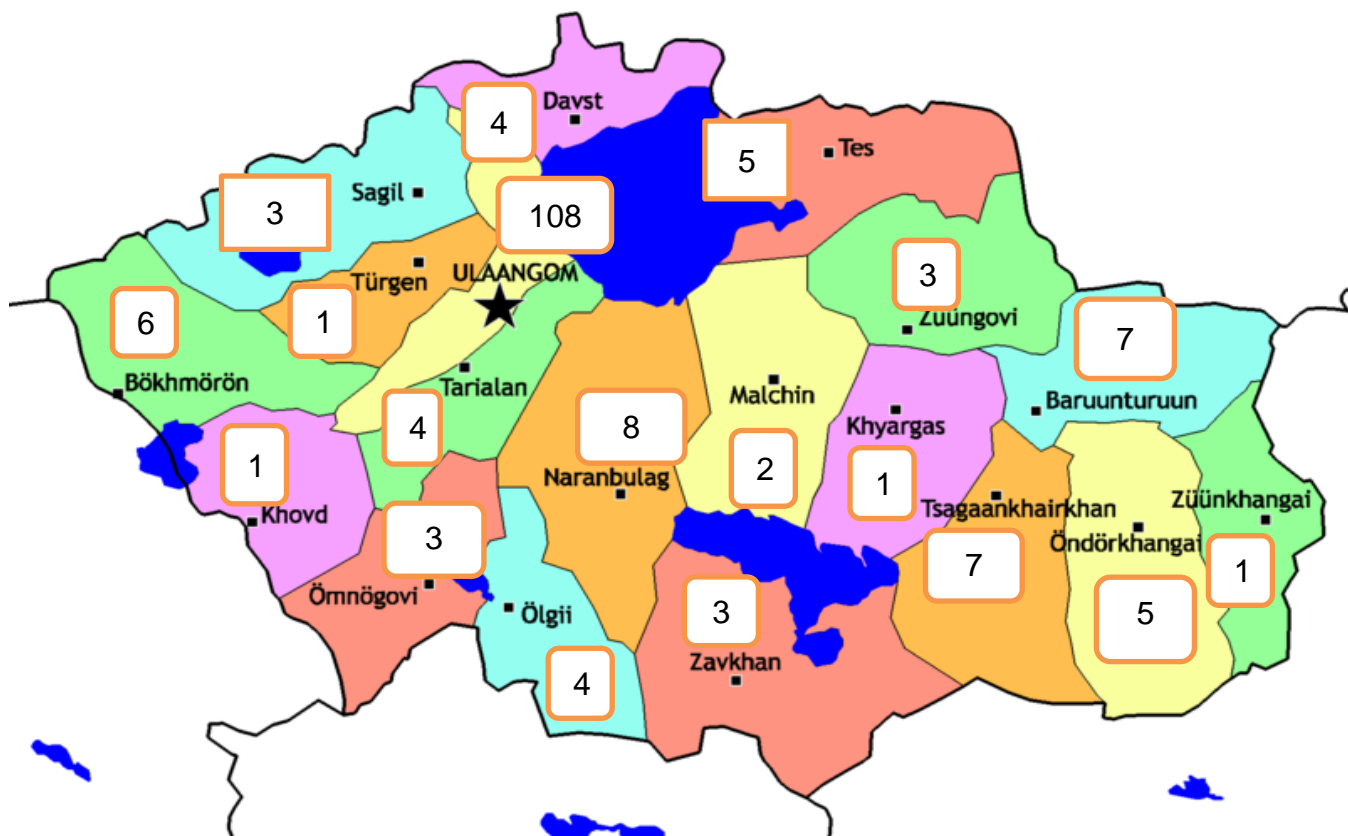 Davst
4
Tes
5
Sagil
3
108
Türgen
ULAANGOM
1
6
3
Züüngovi
7
Bökhmörön
Tarialan
4
Malchin
Baruunturuun
Khyargas
8
2
1
Naranbulag
1
Khovd
Tsagaankhairkhan
Züünkhangai
Öndörkhangai
3
7
1
Ömnögovi
Ölgii
3
5
Zavkhan
4